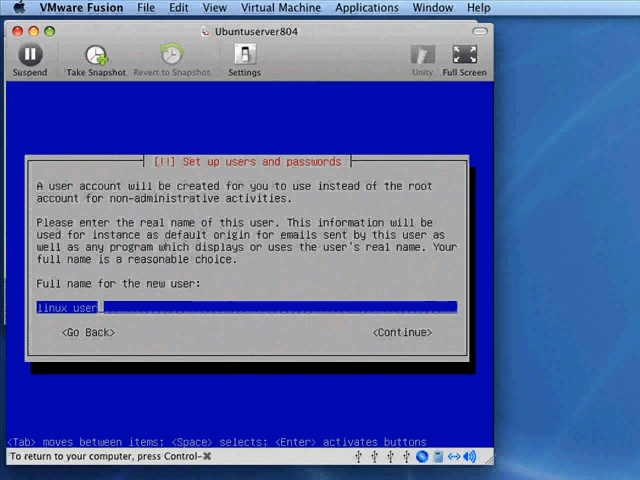 VMware Fusion File Edit View Virtual Machine Applications Window Help
Ubuntuserver804
Suspend Take Snapshot Revert to Snapshot Settings Unity Full Screen
[!!] Set up users and passwords
A user account will be created for you to use instead of the root
account for non-administrative activities.
Please enter the real name of this user. This information will be
used for instance as default origin for emails sent by this user as
well as any program which displays or uses the user's real name. Your
full name is a reasonable choice.
Full name for the new user:
linux user
<Go Back> <Continue>
<Tab> moves between items; <Space> selects; <Enter> activates buttons
To return to your computer, press Control-⌘